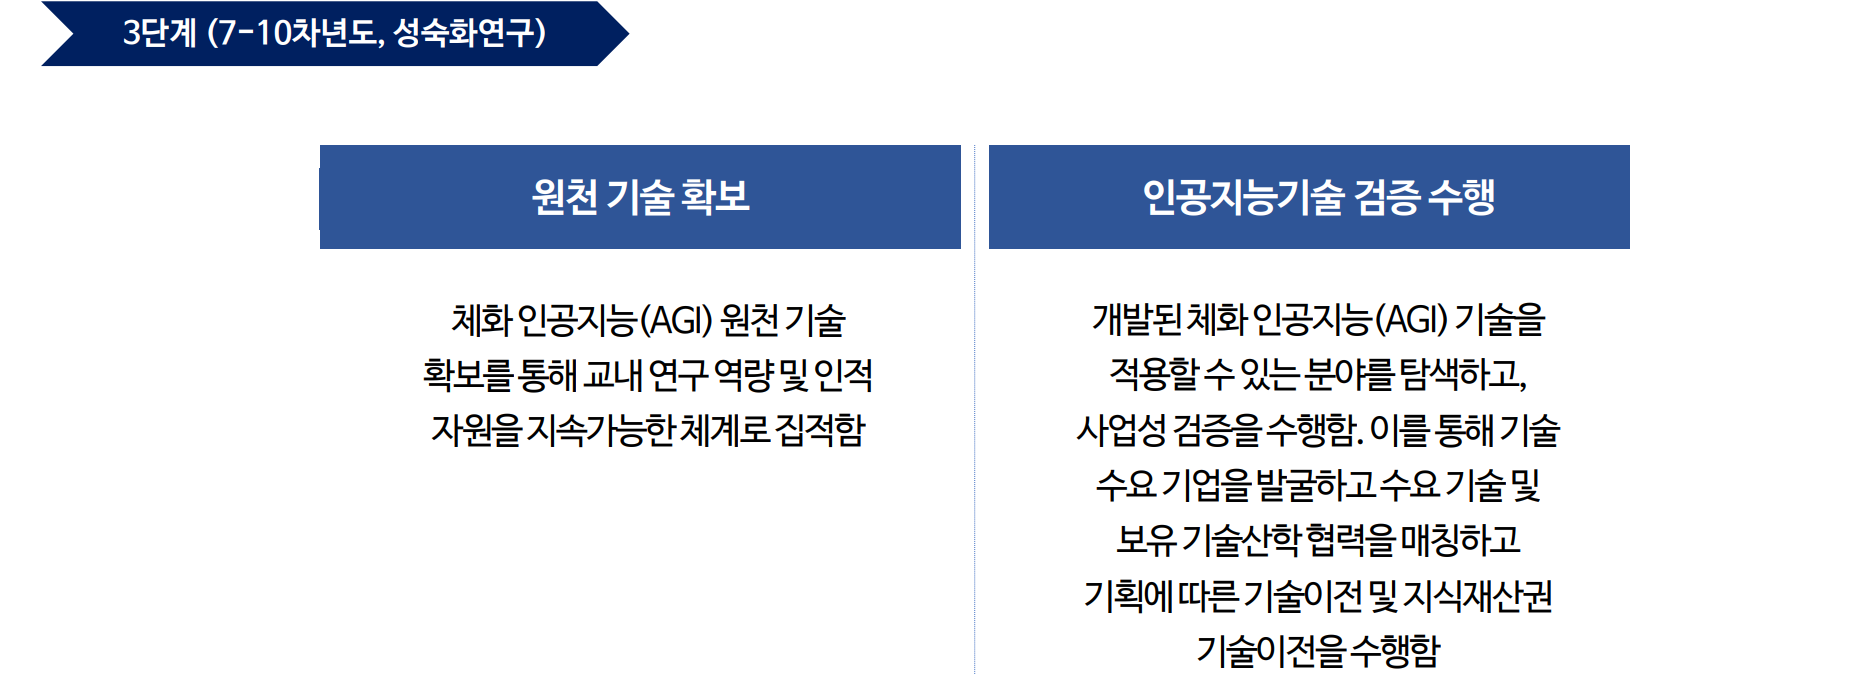 3단계 (7-10차년도, 성숙화연구)
원천 기술 확보
체화 인공지능(AGI) 원천 기술
확보를 통해 교내 연구 역량 및 인적
자원을 지속가능한 체계로 집적함
인공지능기술 검증 수행
개발된 체화 인공지능(AGI) 기술을
적용할 수 있는 분야를 탐색하고,
사업성 검증을 수행함. 이를 통해 기술
수요 기업을 발굴하고 수요 기술 및
보유 기술산학 협력을 매칭하고
기획에 따른 기술이전 및 지식재산권
기술이전을 수행함